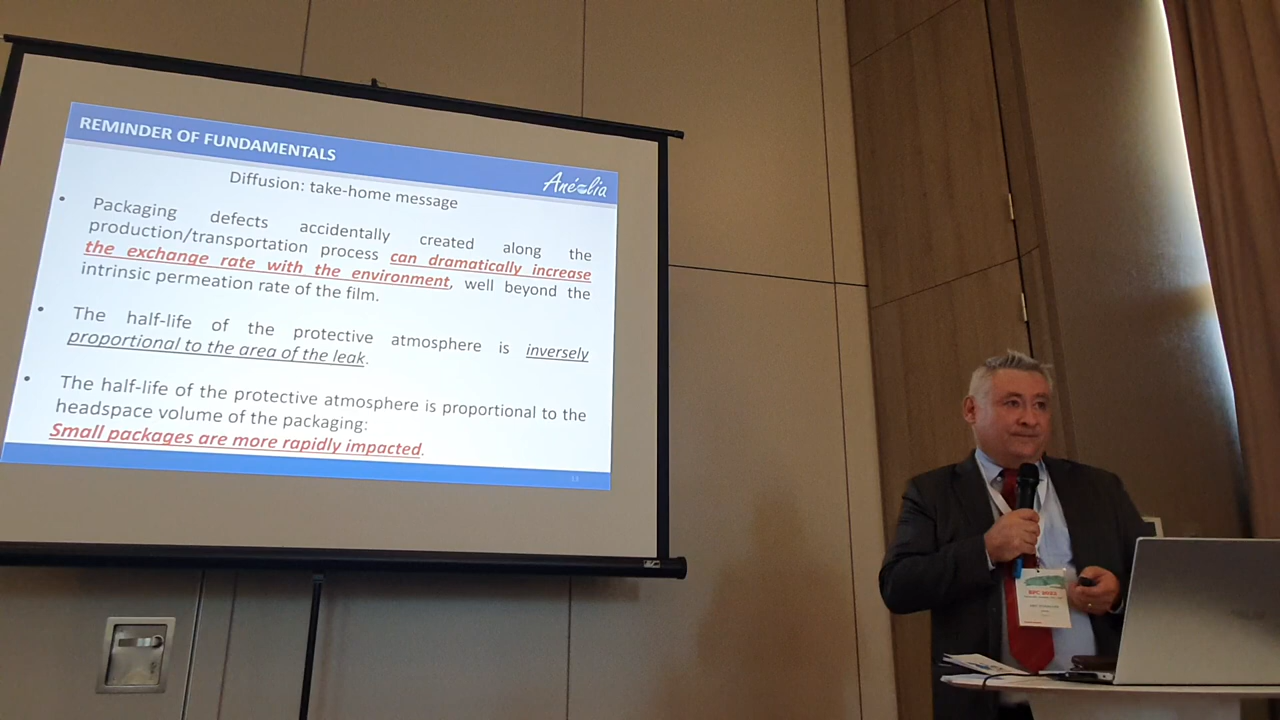 REMINDER OF FUNDAMENTALS
Anéolia
Diffusion: take-home message
• Packaging defects accidentally created along the
production/transportation process can dramatically increase
the exchange rate with the environment, well beyond the
intrinsic permeation rate of the film.
• The half-life of the protective atmosphere is inversely
proportional to the area of the leak.
• The half-life of the protective atmosphere is proportional to the
headspace volume of the packaging:
Small packages are more rapidly impacted.
13